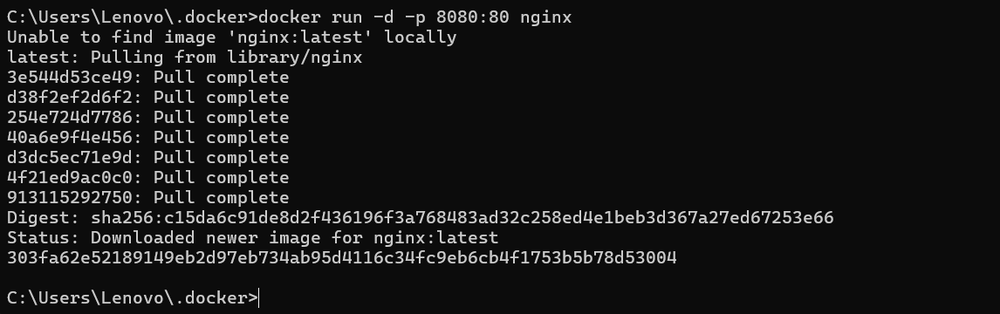 C:\Users\Lenovo\.docker>docker run -d -p 8080:80 nginx
Unable to find image 'nginx:latest' locally
latest: Pulling from library/nginx
3e544d53ce49: Pull complete
d38f2ef2d6f2: Pull complete
254e724d7786: Pull complete
40a6e9f4e456: Pull complete
d3dc5ec71e9d: Pull complete
4f21ed9ac0c0: Pull complete
913115292750: Pull complete
Digest: sha256:c15da6c91de8d2f436196f3a768483ad32c258ed4e1beb3d367a27ed67253e66
Status: Downloaded newer image for nginx:latest
303fa62e52189149eb2d97eb734ab95d4116c34fc9eb6cb4f1753b5b78d53004
C:\Users\Lenovo\.docker>